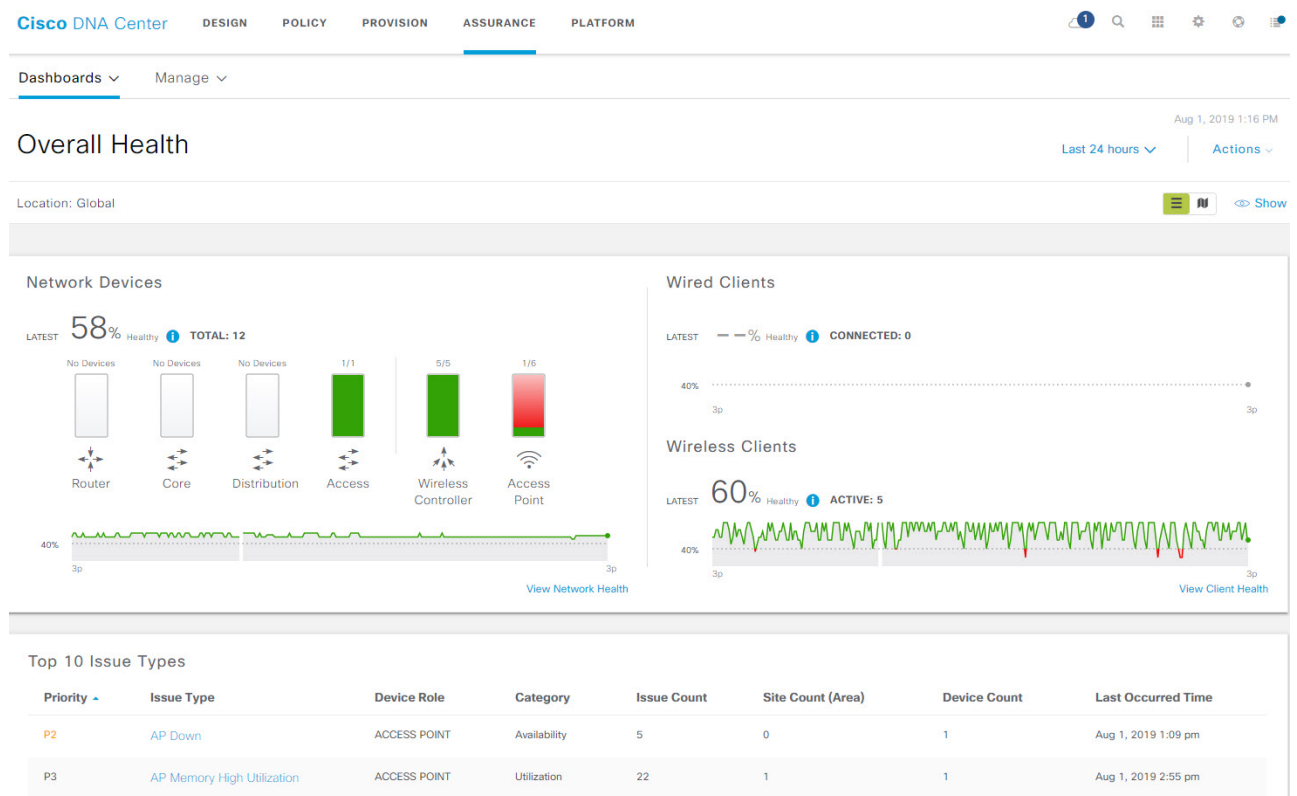 Cisco DNA Center DESIGN POLICY PROVISION ASSURANCE PLATFORM 1
Dashboards Manage
Aug 1, 2019 1:16 PM
Overall Health
Last 24 hours Actions
Location: Global
Show
Network Devices
LATEST 58% Healthy TOTAL: 12
No Devices No Devices No Devices 1/1 5/5 1/6
Router Core Distribution Access Wireless Controller Access Point
40%
3p 3p
View Network Health
Wired Clients
LATEST --% Healthy CONNECTED: 0
40%
3p 3p
Wireless Clients
LATEST 60% Healthy ACTIVE: 5
40%
3p 3p
View Client Health
Top 10 Issue Types
Priority Issue Type Device Role Category Issue Count Site Count (Area) Device Count Last Occurred Time
P2 AP Down ACCESS POINT Availability 5 0 1 Aug 1, 2019 1:09 pm
P3 AP Memory High Utilization ACCESS POINT Utilization 22 1 1 Aug 1, 2019 2:55 pm